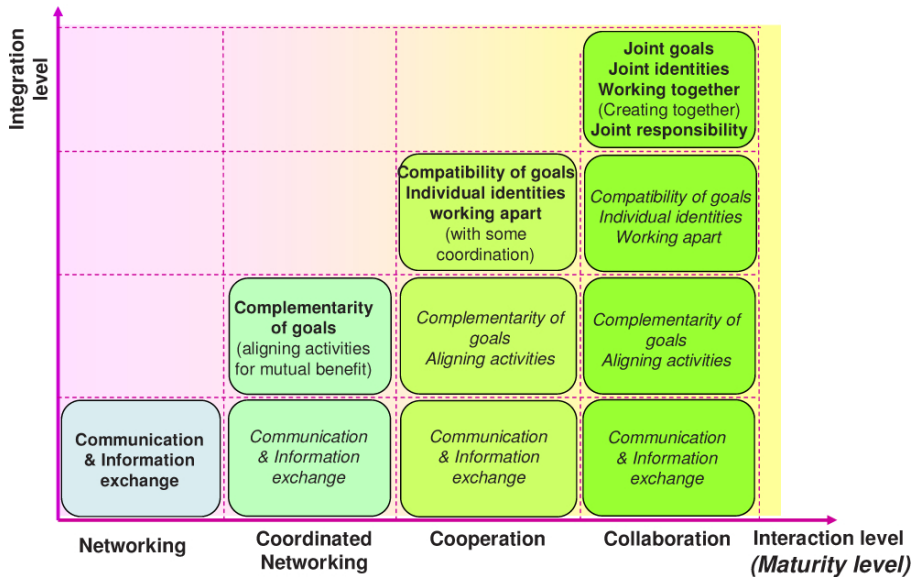 Integration
level
Joint goals
Joint identities
Working together
(Creating together)
Joint responsibility
Compatibility of goals
Individual identities
working apart
(with some
coordination)
Compatibility of goals
Individual identities
Working apart
Complementarity
of goals
(aligning activities
for mutual benefit)
Complementarity of
goals
Aligning activities
Complementarity of
goals
Aligning activities
Communication
& Information
exchange
Communication
& Information
exchange
Communication
& Information
exchange
Communication
& Information
exchange
Networking
Coordinated
Networking
Cooperation
Collaboration
Interaction level
(Maturity level)